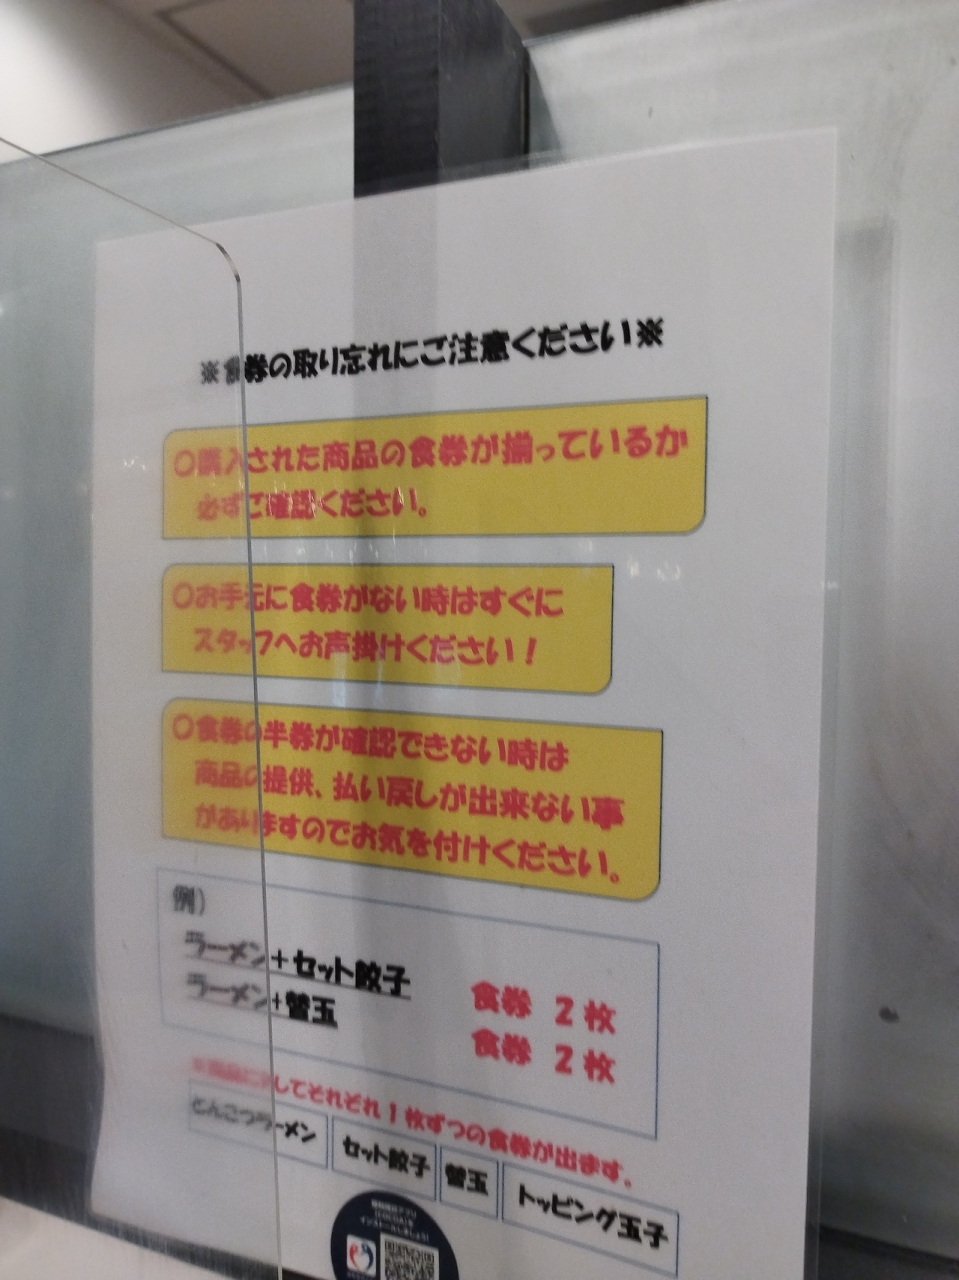 ※食券の取り忘れにご注意ください※
〇購入された商品の食券が揃っているか
必ずご確認ください。
〇お手元に食券がない時はすぐに
スタッフへお声掛けください！
〇食券の半券が確認できない時は
商品の提供、払い戻しが出来ない事
がありますのでお気を付けください。
例）
ラーメン+セット餃子 食券 2枚
ラーメン+替玉 食券 2枚
※商品に対してそれぞれ1枚ずつの食券が出ます。
とんこつラーメン
セット餃子
替玉
トッピング玉子